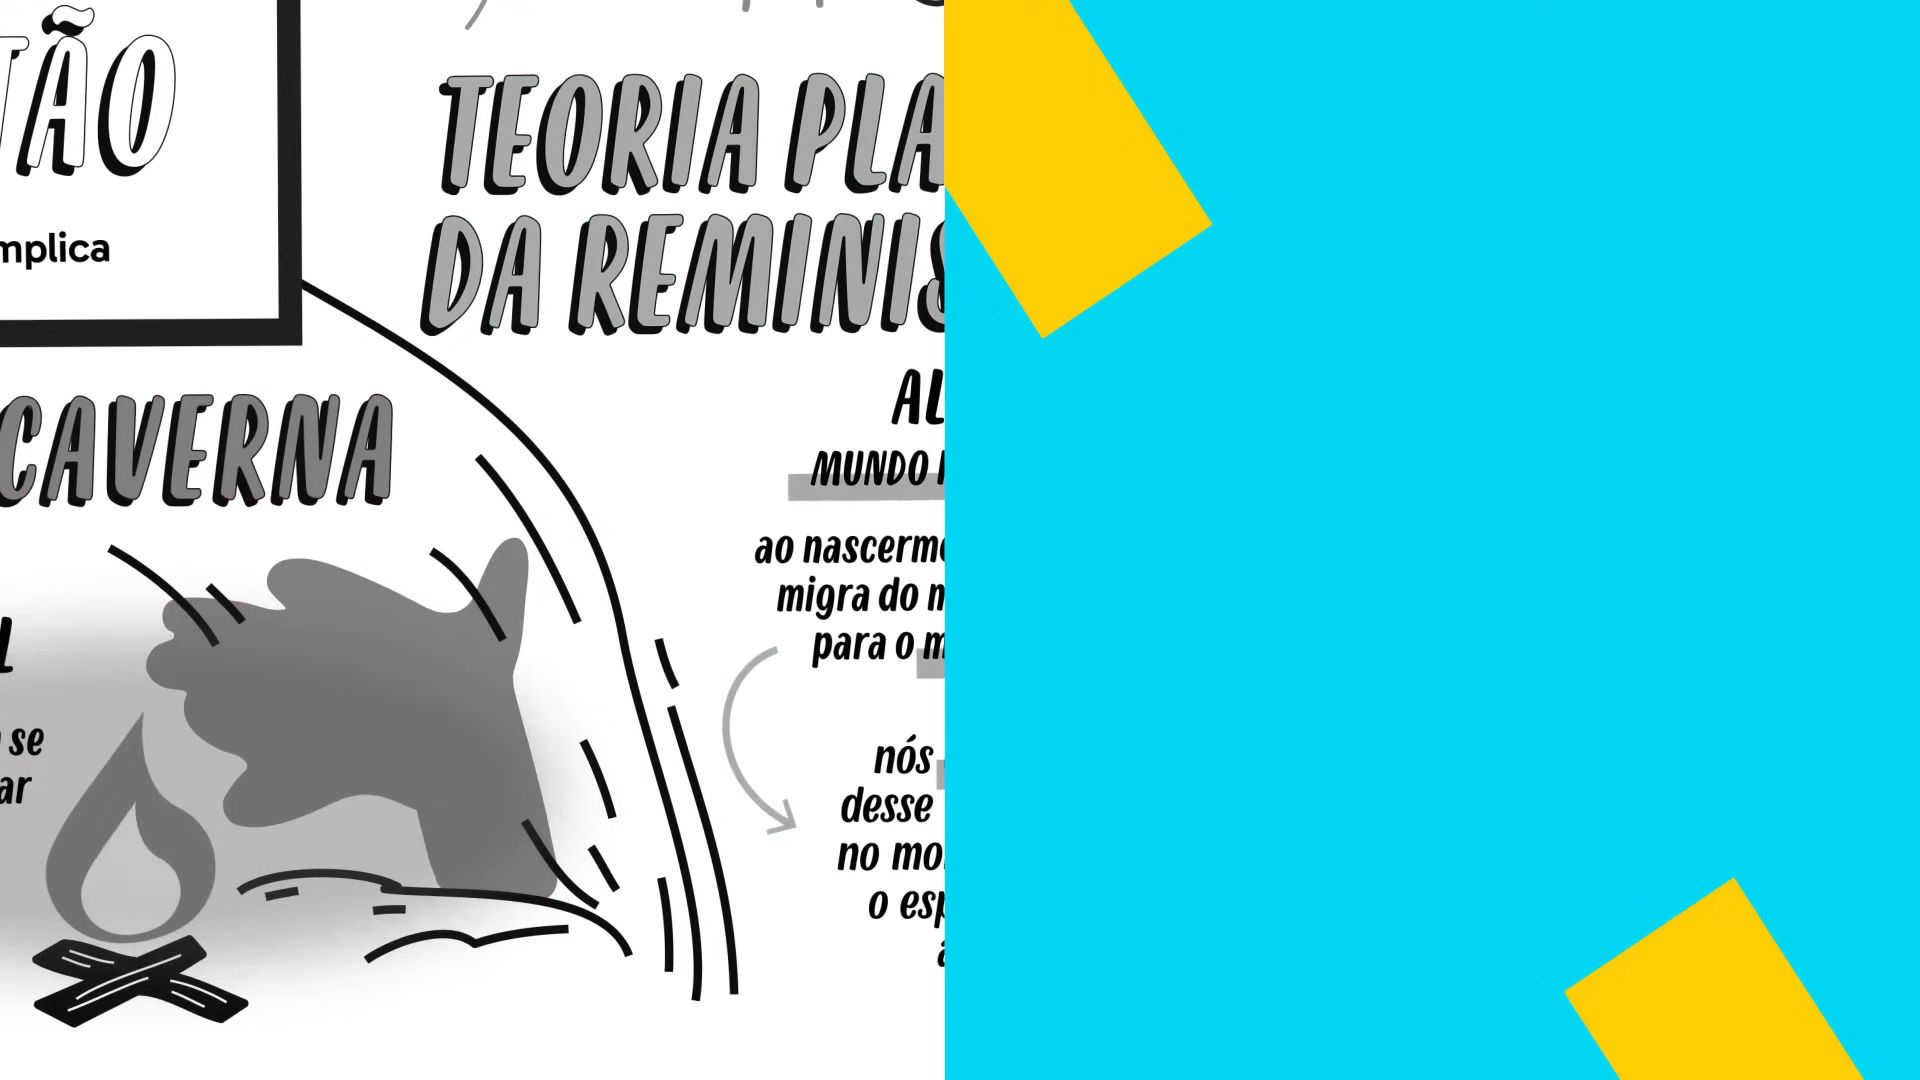 TÃO
mplica
CAVERNA
L
se
ar
TEORIA PLA
DA REMINIS
AL
MUNDO
ao nascerm
migra do m
para o m
nós
desse
no mo
o esp